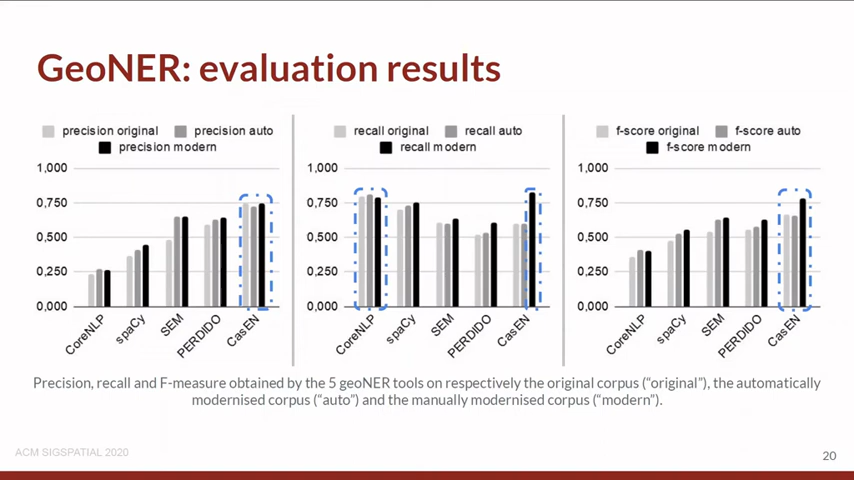 GeoNER: evaluation results
precision original precision auto
precision modern
1,000
0,750
0,500
0,250
0,000
CoreNLP
spaCy
SEM
PERDIDO
CasEN
recall original recall auto
recall modern
1,000
0,750
0,500
0,250
0,000
CoreNLP
spaCy
SEM
PERDIDO
CasEN
f-score original f-score auto
f-score modern
1,000
0,750
0,500
0,250
0,000
CoreNLP
spaCy
SEM
PERDIDO
CasEN
Precision, recall and F-measure obtained by the 5 geoNER tools on respectively the original corpus (“original”), the automatically
modernised corpus (“auto”) and the manually modernised corpus (“modern”).
ACM SIGSPATIAL 2020
20